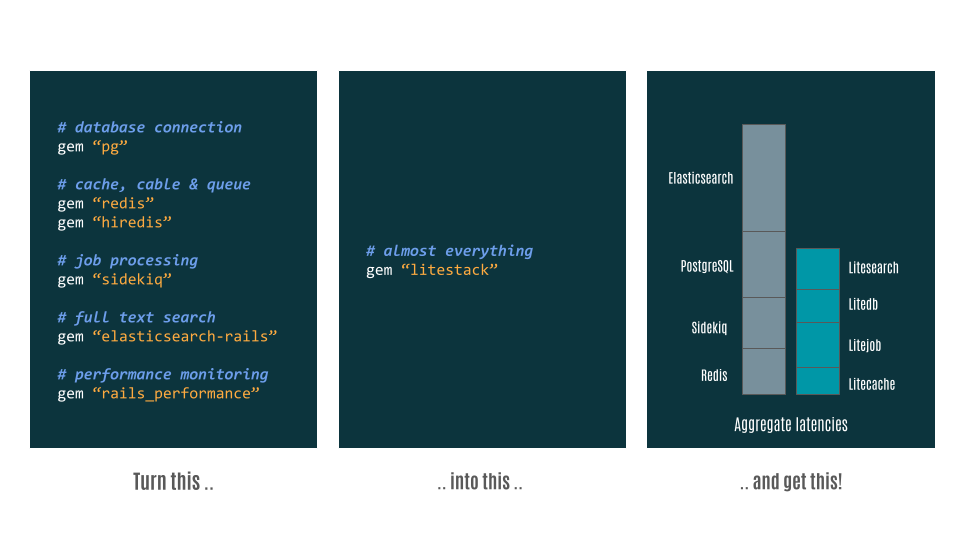 # database connection
gem “pg”
# cache, cable & queue
gem “redis”
gem “hiredis”
# job processing
gem “sidekiq”
# full text search
gem “elasticsearch-rails”
# performance monitoring
gem “rails_performance”
Turn this ..
# almost everything
gem “litestack”
.. into this ..
Elasticsearch
PostgreSQL
Sidekiq
Redis
Litesearch
Litedb
Litejob
Litecache
Aggregate latencies
.. and get this!